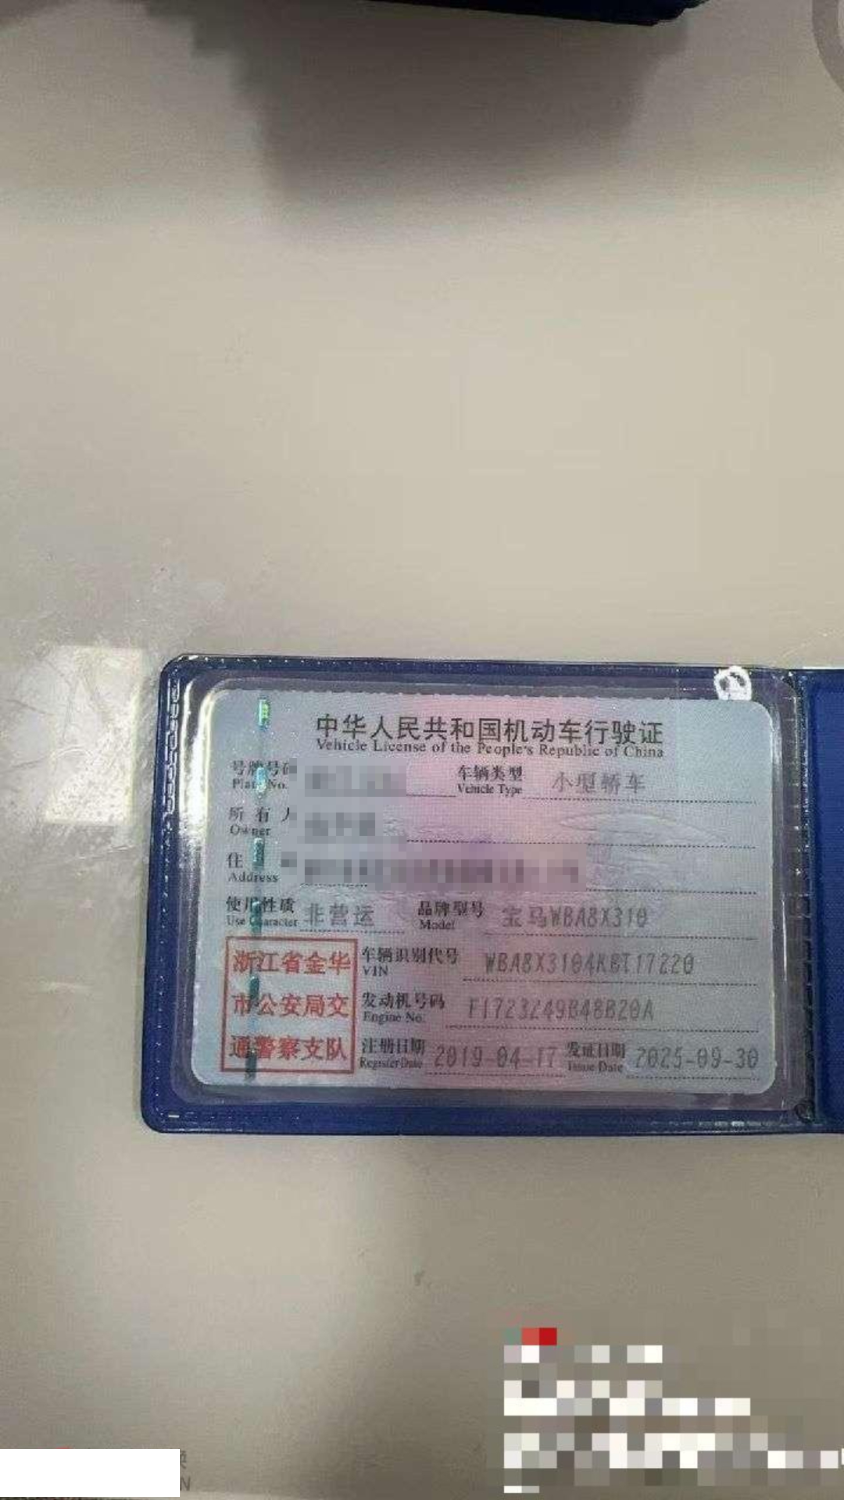 中华人民共和国机动车行驶证
Vehicle License of the People's Republic of China
号牌号码 车辆类型 小型轿车
Plate No. Vehicle Type
所有人
Owner
住
Address
使用性质 非营运 品牌型号 宝马WBA8X310
Use Character Model
浙江省金华 车辆识别代号 WBA8X3104KBT17220
VIN
市公安局交 发动机号码 F1723Z49B48B20A
Engine No.
通警察支队 注册日期 2019-04-17 发证日期 2025-09-30
Register Date Issue Date